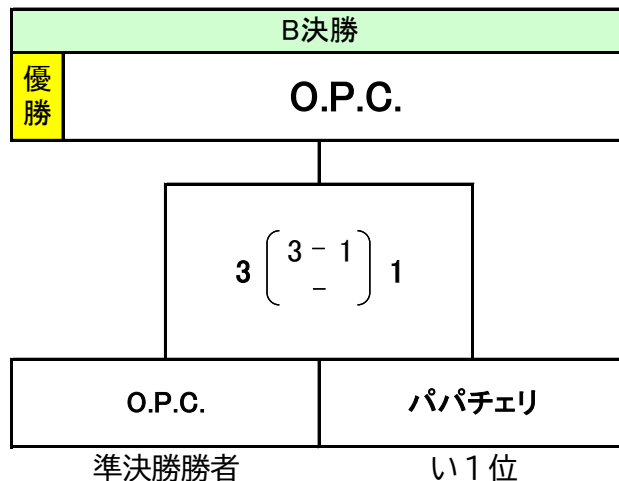 B決勝
優勝
O.P.C.
3 ( 3 - 1 ) 1
-
O.P.C. パパチェリ
準決勝勝者 い1位